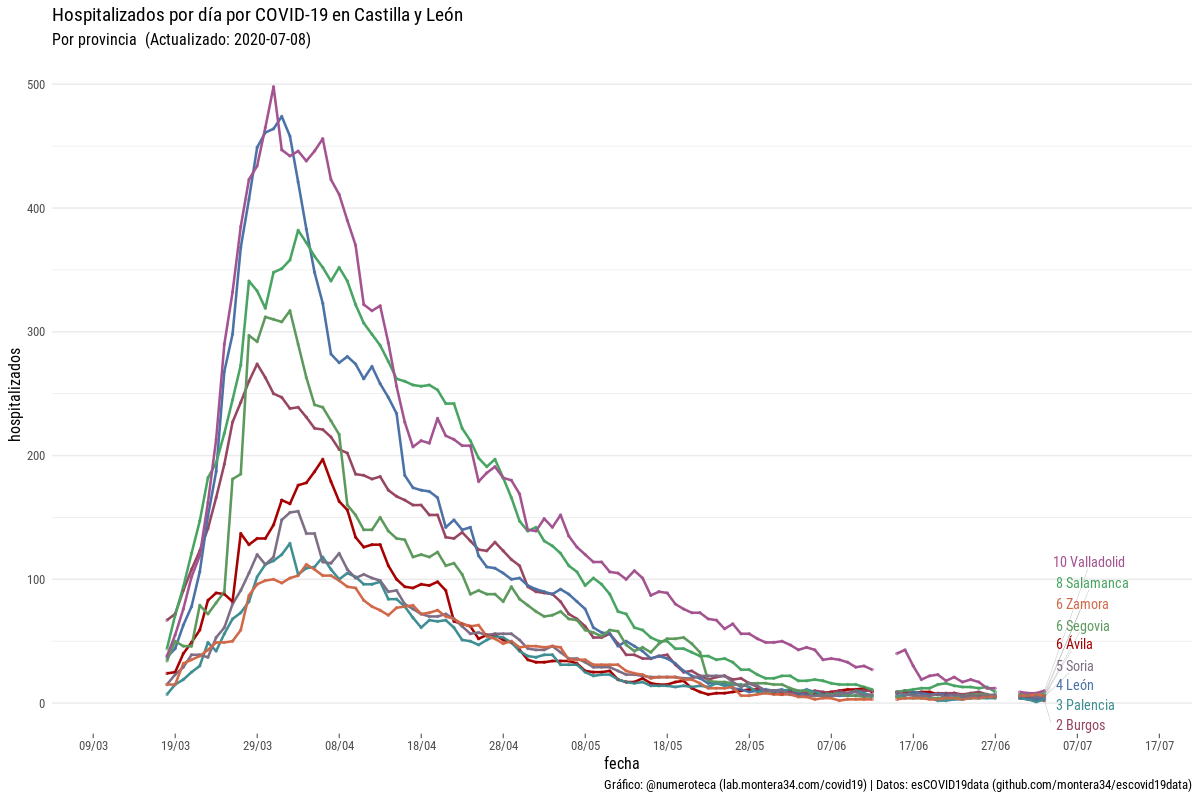 Hospitalizados por día por COVID-19 en Castilla y León
Por provincia (Actualizado: 2020-07-08)
hospitalizados
500
400
300
200
100
0
10 Valladolid
8 Salamanca
6 Zamora
6 Segovia
6 Ávila
5 Soria
4 León
3 Palencia
2 Burgos
09/03 19/03 29/03 08/04 18/04 28/04 08/05 18/05 28/05 07/06 17/06 27/06 07/07 17/07
fecha
Gráfico: @numeroteca (lab.montera34.com/covid19) | Datos: esCOVID19data (github.com/montera34/escovid19data)